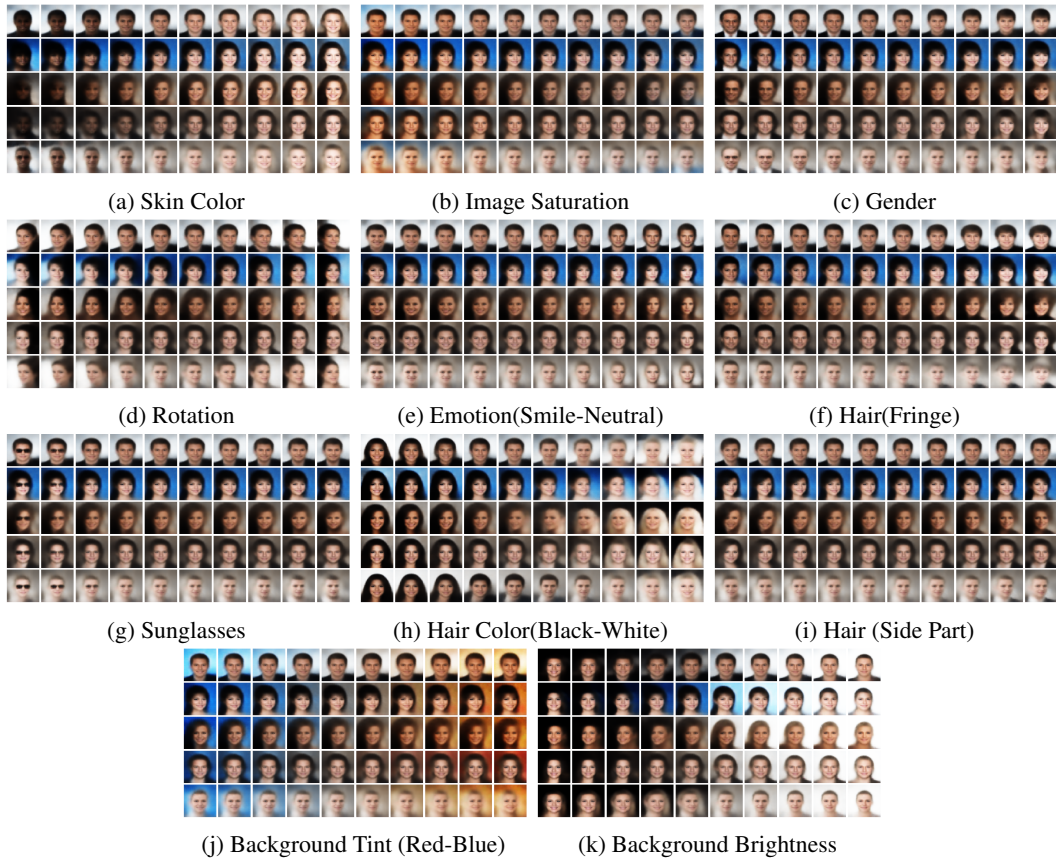 (a) Skin Color
(b) Image Saturation
(c) Gender
(d) Rotation
(e) Emotion(Smile-Neutral)
(f) Hair(Fringe)
(g) Sunglasses
(h) Hair Color(Black-White)
(i) Hair (Side Part)
(j) Background Tint (Red-Blue)
(k) Background Brightness